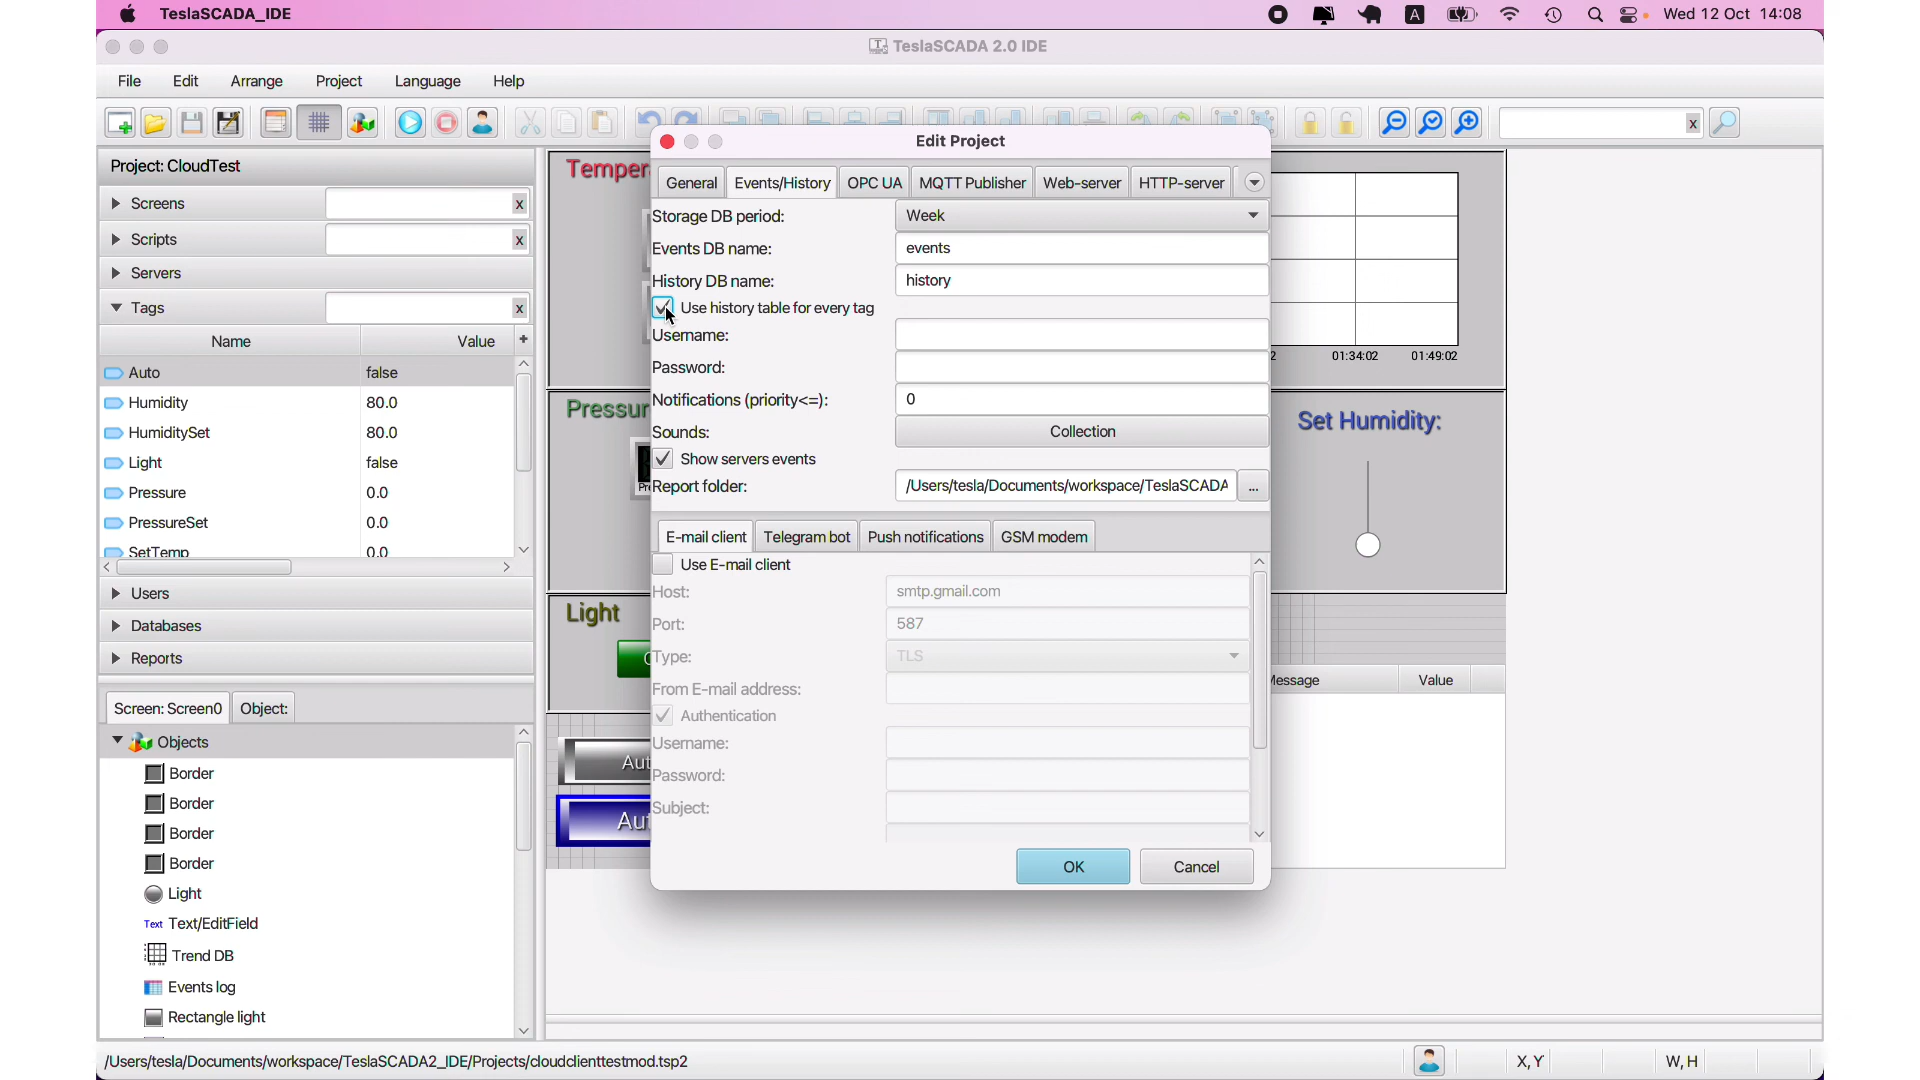 TeslaSCADA_IDE
A
Wed 12 Oct 14:08
TeslaSCADA 2.0 IDE
File Edit Arrange Project Language Help
x
Project: CloudTest
Screens x
Scripts x
Servers
Tags x
Name Value +
Auto false
Humidity 80.0
HumiditySet 80.0
Light false
Pressure 0.0
PressureSet 0.0
SetTemp 0.0
Users
Databases
Reports
Screen: Screen0 Object:
Objects
Border
Border
Border
Border
Light
Text Text/EditField
Trend DB
Events log
Rectangle light
Edit Project
General Events/History OPC UA MQTT Publisher Web-server HTTP-server
Storage DB period: Week
Events DB name: events
History DB name: history
Use history table for every tag
Username:
Password:
Notifications (priority<=): 0
Sounds: Collection
Show servers events
Report folder: /Users/tesla/Documents/workspace/TeslaSCADA ...
E-mail client Telegram bot Push notifications GSM modem
Use E-mail client
Host: smtp.gmail.com
Port: 587
Type: TLS
From E-mail address:
Authentication
Username:
Password:
Subject:
OK Cancel
Temper
Pressur
Pr
Light
Aut
Aut
2 01:34:02 01:49:02
Set Humidity:
Message Value
/Users/tesla/Documents/workspace/TeslaSCADA2_IDE/Projects/cloudclienttestmod.tsp2
X,Y W,H